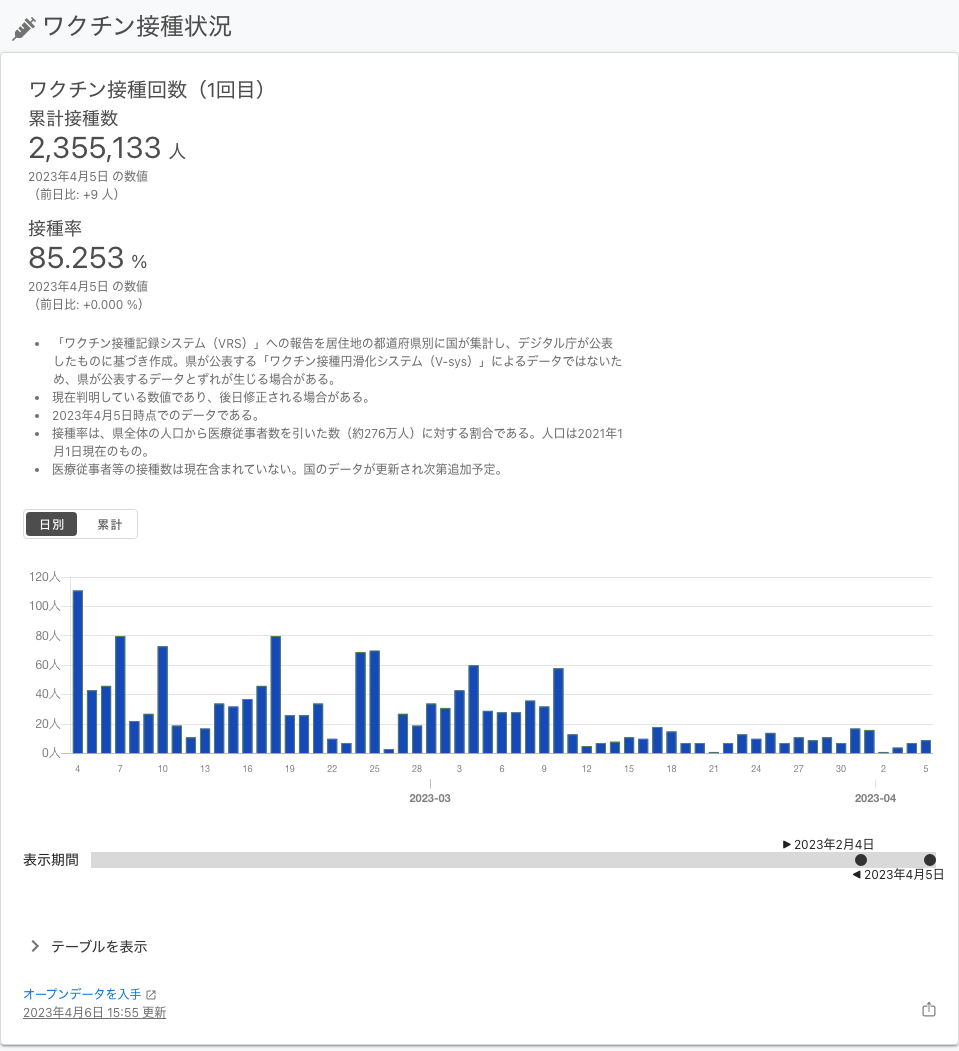 ワクチン接種状況
ワクチン接種回数（1回目）
累計接種数
2,355,133 人
2023年4月5日 の数値
（前日比: +9 人）
接種率
85.253 %
2023年4月5日 の数値
（前日比: +0.000 %）
• 「ワクチン接種記録システム（VRS）」への報告を居住地の都道府県別に国が集計し、デジタル庁が公表
したものに基づき作成。県が公表する「ワクチン接種円滑化システム（V-sys）」によるデータではないた
め、県が公表するデータとずれが生じる場合がある。
• 現在判明している数値であり、後日修正される場合がある。
• 2023年4月5日時点でのデータである。
• 接種率は、県全体の人口から医療従事者数を引いた数（約276万人）に対する割合である。人口は2021年1
月1日現在のもの。
• 医療従事者等の接種数は現在含まれていない。国のデータが更新され次第追加予定。
日別 累計
120人
100人
80人
60人
40人
20人
0人
4 7 10 13 16 19 22 25 28 3 6 9 12 15 18 21 24 27 30 2 5
2023-03 2023-04
▶ 2023年2月4日
表示期間
◀ 2023年4月5日
テーブルを表示
オープンデータを入手
2023年4月6日 15:55 更新